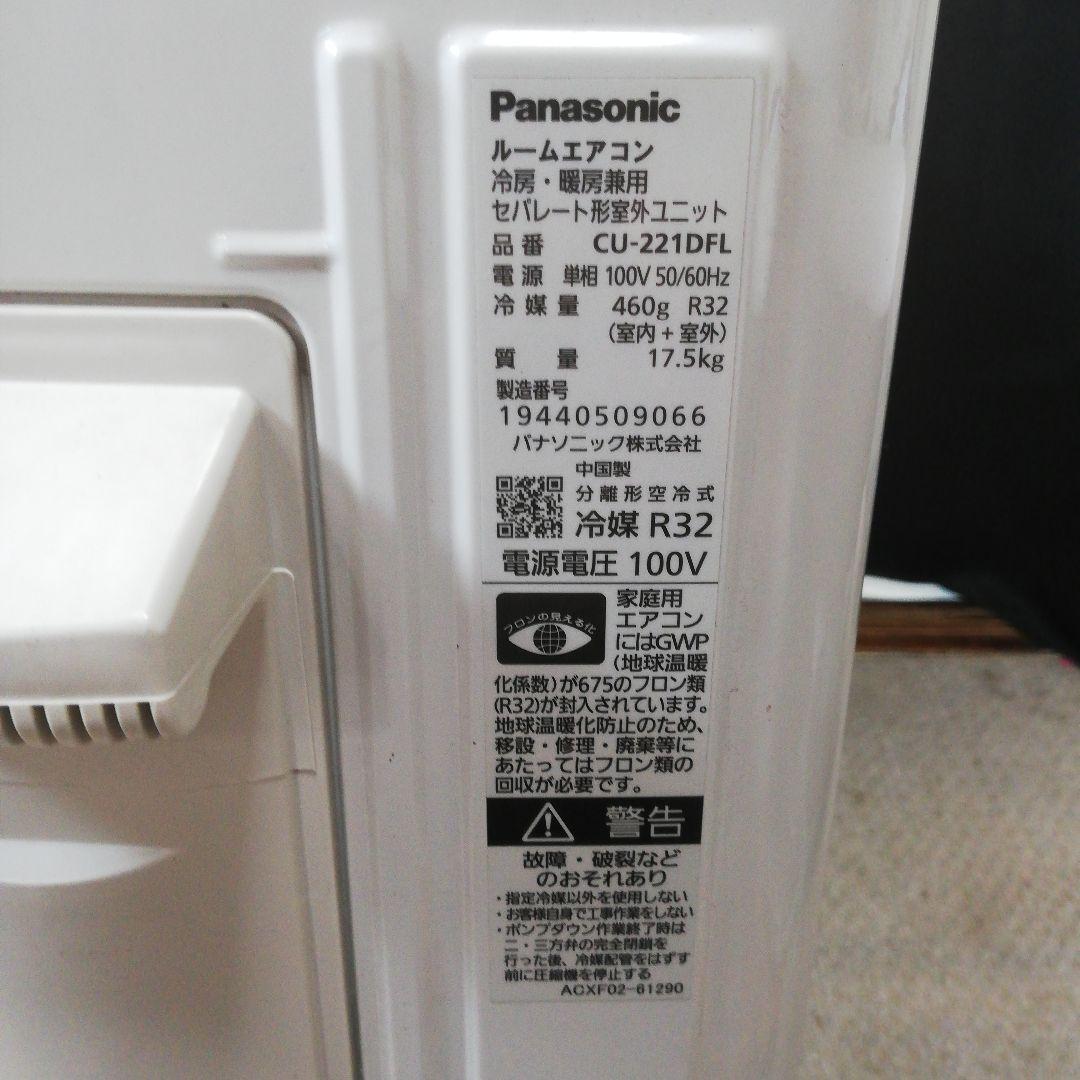 Panasonic
ルームエアコン
冷房・暖房兼用
セパレート形室外ユニット
品番 CU-221DFL
電源 単相 100V 50/60Hz
冷媒量 460g R32
(室内+室外)
質量 17.5kg
製造番号
19440509066
パナソニック株式会社
中国製
分離形空冷式
冷媒 R32
電源電圧 100V
フロンの見える化
家庭用
エアコン
にはGWP
(地球温暖
化係数)が675のフロン類
(R32)が封入されています。
地球温暖化防止のため、
移設・修理・廃棄等に
あたってはフロン類の
回収が必要です。
警告
故障・破裂など
のおそれあり
・指定冷媒以外を使用しない
・お客様自身で工事作業をしない
・ポンプダウン作業終了時は
二・三方弁の完全閉鎖を
行った後、冷媒配管をはずす
前に圧縮機を停止する
ACXF02-61290